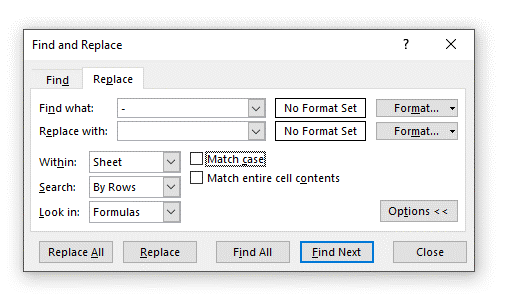 Find and Replace ?
Find Replace
Find what: - No Format Set Format...
Replace with: No Format Set Format...
Within: Sheet Match case
Search: By Rows Match entire cell contents
Look in: Formulas Options <<
Replace All Replace Find All Find Next Close